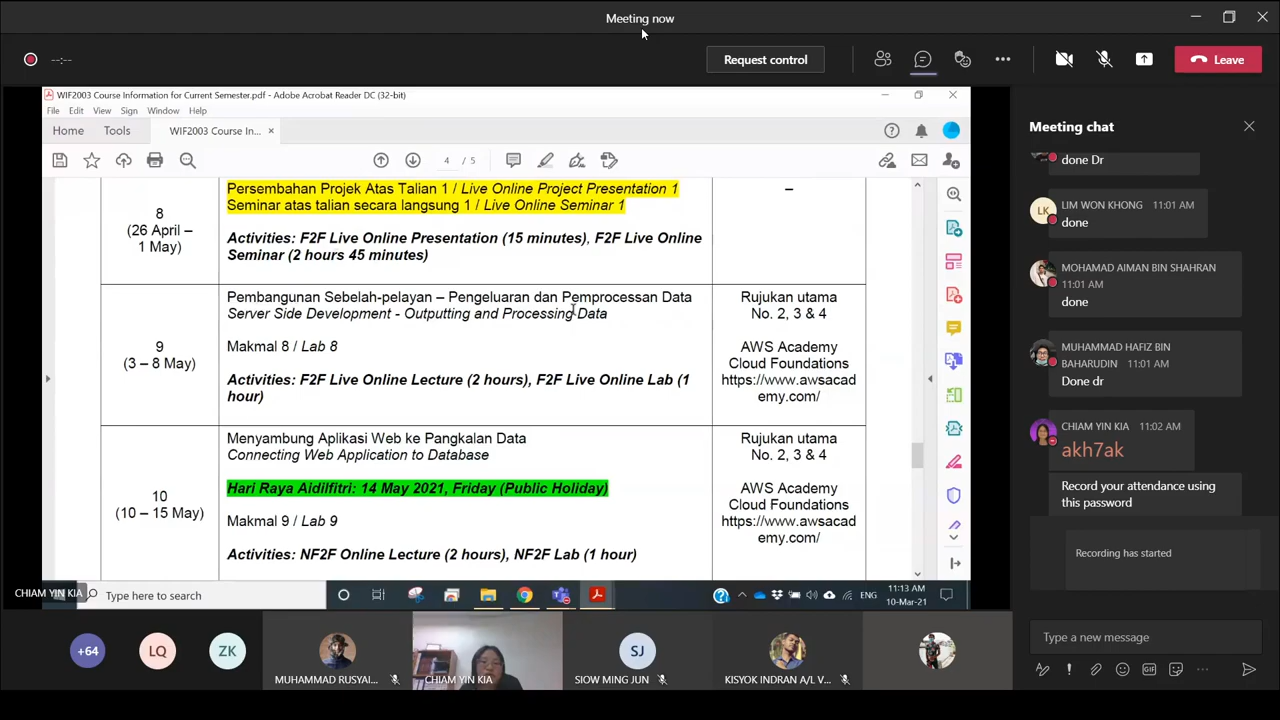 Meeting now
--:--
Request control
Leave
WIF2003 Course Information for Current Semester.pdf - Adobe Acrobat Reader DC (32-bit)
File Edit View Sign Window Help
Home Tools WIF2003 Course In... ×
4 / 5
8
(26 April –
1 May)
Persembahan Projek Atas Talian 1 / Live Online Project Presentation 1
Seminar atas talian secara langsung 1 / Live Online Seminar 1
Activities: F2F Live Online Presentation (15 minutes), F2F Live Online
Seminar (2 hours 45 minutes)
–
9
(3 – 8 May)
Pembangunan Sebelah-pelayan – Pengeluaran dan Pemprocessan Data
Server Side Development - Outputting and Processing Data
Makmal 8 / Lab 8
Activities: F2F Live Online Lecture (2 hours), F2F Live Online Lab (1
hour)
Rujukan utama
No. 2, 3 & 4
AWS Academy
Cloud Foundations
https://www.awsacad
emy.com/
10
(10 – 15 May)
Menyambung Aplikasi Web ke Pangkalan Data
Connecting Web Application to Database
Hari Raya Aidilfitri: 14 May 2021, Friday (Public Holiday)
Makmal 9 / Lab 9
Activities: NF2F Online Lecture (2 hours), NF2F Lab (1 hour)
Rujukan utama
No. 2, 3 & 4
AWS Academy
Cloud Foundations
https://www.awsacad
emy.com/
CHIAM YIN KIA
Type here to search
ENG
11:13 AM
10-Mar-21
+64
LQ
ZK
MUHAMMAD RUSYAI...
CHIAM YIN KIA
SJ
SIOW MING JUN
KISYOK INDRAN A/L V...
Meeting chat
done Dr
LK
LIM WON KHONG 11:01 AM
done
MOHAMAD AIMAN BIN SHAHRAN
11:01 AM
done
MUHAMMAD HAFIZ BIN
BAHARUDIN 11:01 AM
Done dr
CHIAM YIN KIA 11:02 AM
akh7ak
Record your attendance using
this password
Recording has started
Type a new message
GIF